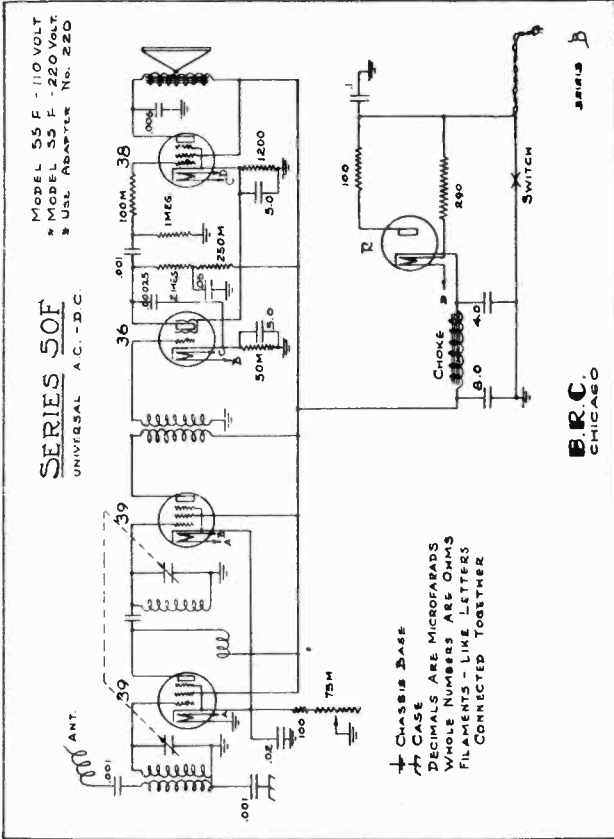 SERIES 50F
UNIVERSAL A.C. - D.C.
MODEL 55 F - 110 VOLT
* MODEL 55 F - 220 VOLT.
* USE ADAPTER No. 220
ANT.
.001
39
39
36
38
.001
A
.02
100
75M
A
B
.00025
.001
100M
.006
2 MEG
.06
1 MEG
250M
C
B
50M
5.0
C
D
5.0
1200
R
100
.1
290
D
CHOKE
8.0
4.0
SWITCH
CHASSIS BASE
CASE
DECIMALS ARE MICROFARADS
WHOLE NUMBERS ARE OHMS
FILAMENTS - LIKE LETTERS
CONNECTED TOGETHER
B.R.C.
CHICAGO